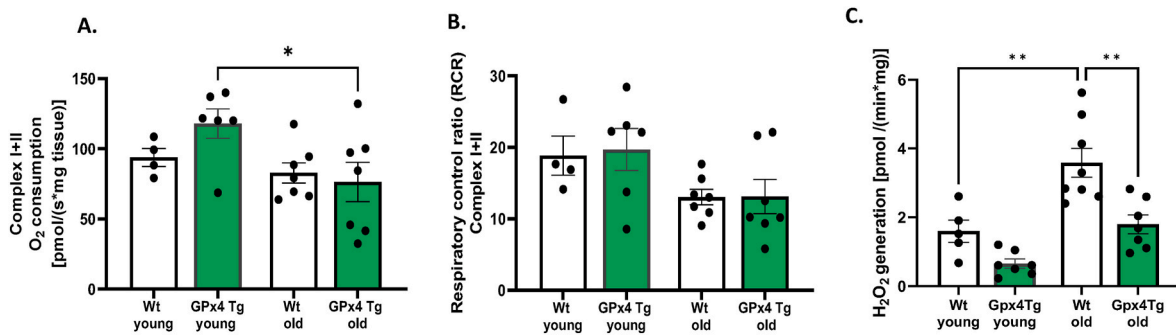 A.
Complex I+II
O₂ consumption
[pmol/(s*mg tissue)]
150
100
50
0
*
Wt
young
GPx4 Tg
young
Wt
old
GPx4 Tg
old
B.
Respiratory control ratio (RCR)
Complex I+II
30
20
10
0
Wt
young
GPx4 Tg
young
Wt
old
GPx4 Tg
old
C.
H₂O₂ generation [pmol /(min*mg)]
6
4
2
0
**
**
Wt
young
Gpx4Tg
young
Wt
old
Gpx4Tg
old